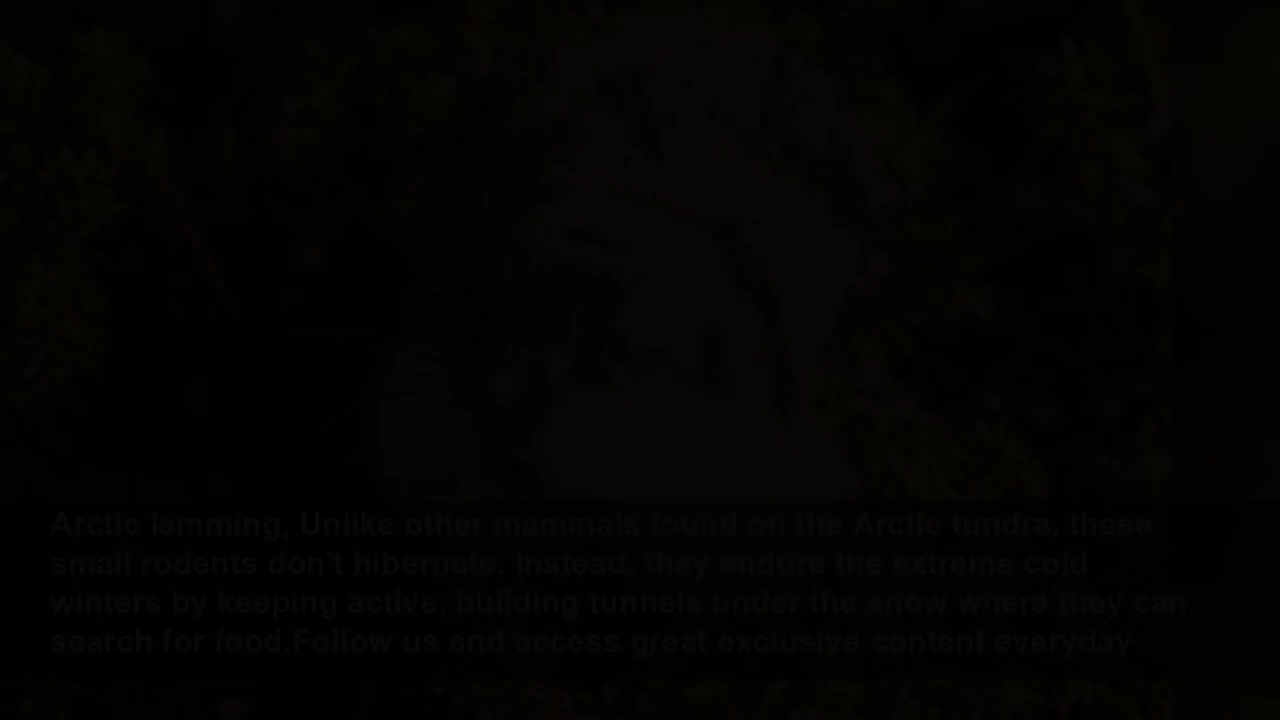 Arctic lemming, Unlike other mammals found on the Arctic tundra, these
small rodents don't hibernate. Instead, they endure the extreme cold
winters by keeping active, building tunnels under the snow where they can
search for food.Follow us and access great exclusive content everyday